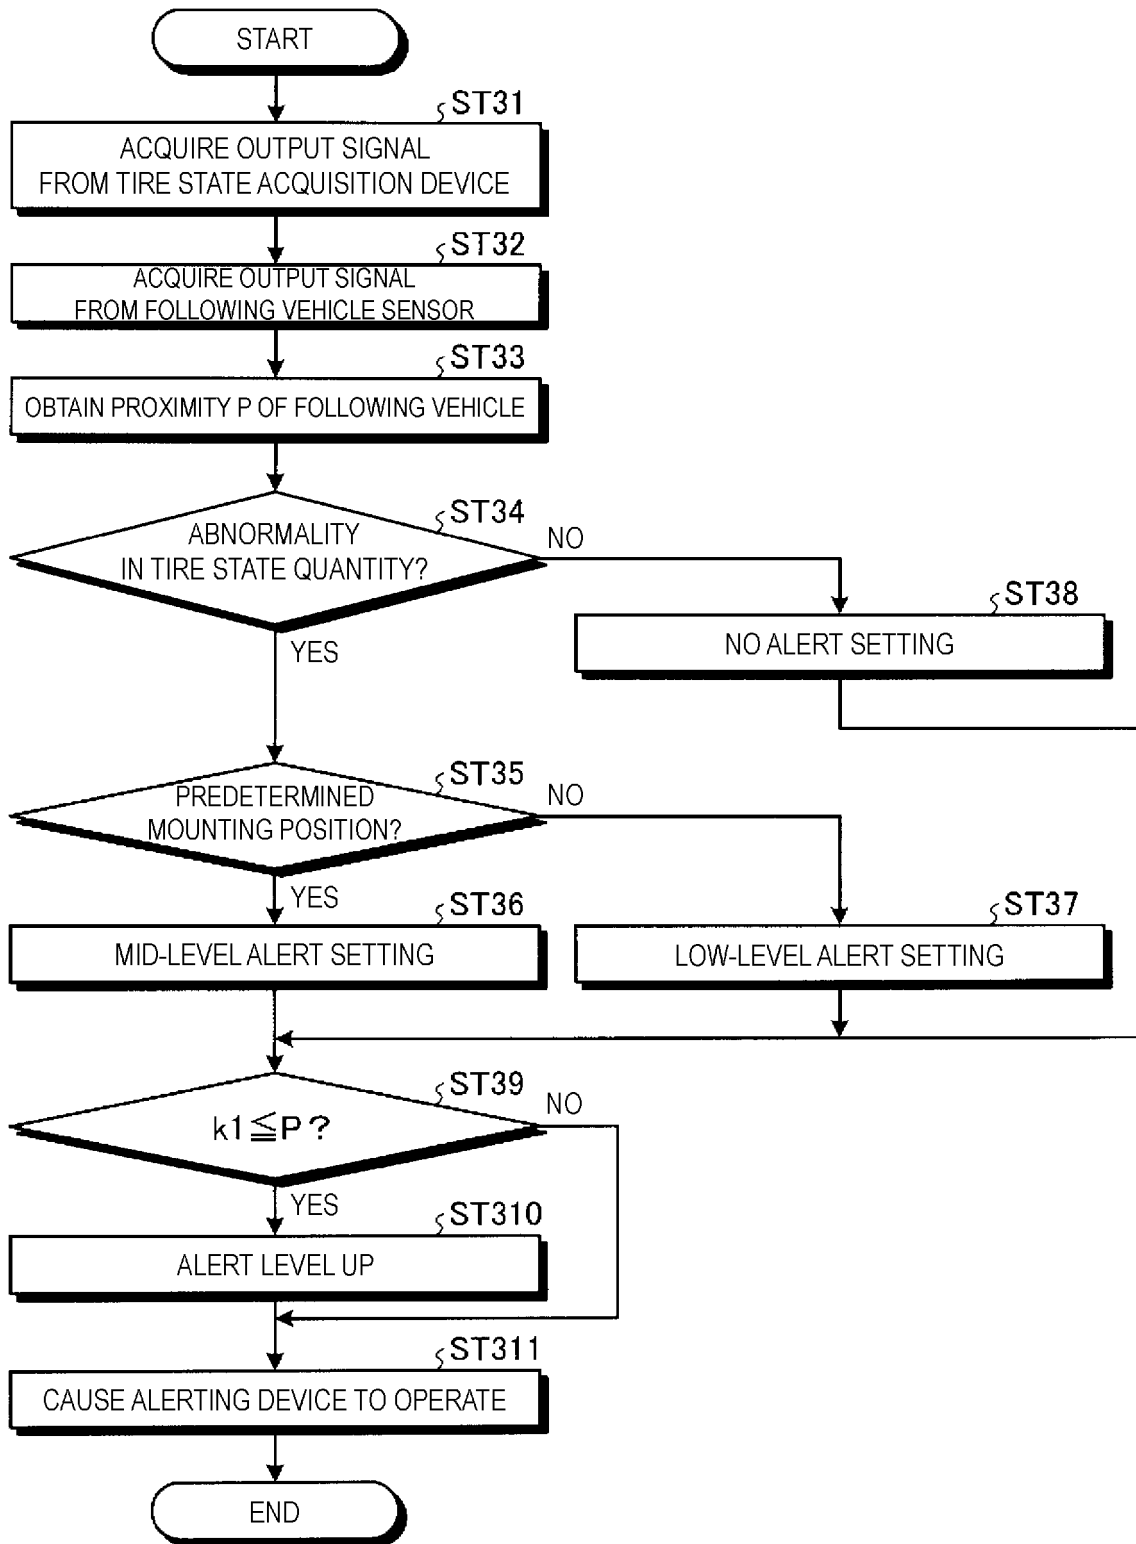 START
ST31
ACQUIRE OUTPUT SIGNAL
FROM TIRE STATE ACQUISITION DEVICE
ST32
ACQUIRE OUTPUT SIGNAL
FROM FOLLOWING VEHICLE SENSOR
ST33
OBTAIN PROXIMITY P OF FOLLOWING VEHICLE
ST34
ABNORMALITY
IN TIRE STATE QUANTITY?
NO
YES
ST38
NO ALERT SETTING
ST35
PREDETERMINED
MOUNTING POSITION?
NO
YES
ST36
MID-LEVEL ALERT SETTING
ST37
LOW-LEVEL ALERT SETTING
ST39
k1≦P?
NO
YES
ST310
ALERT LEVEL UP
ST311
CAUSE ALERTING DEVICE TO OPERATE
END